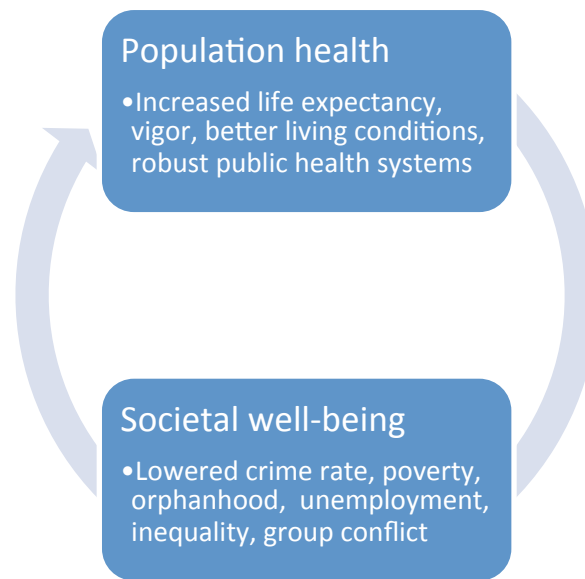 Population health
•Increased life expectancy,
vigor, better living conditions,
robust public health systems
Societal well-being
•Lowered crime rate, poverty,
orphanhood,  unemployment,
inequality, group conflict